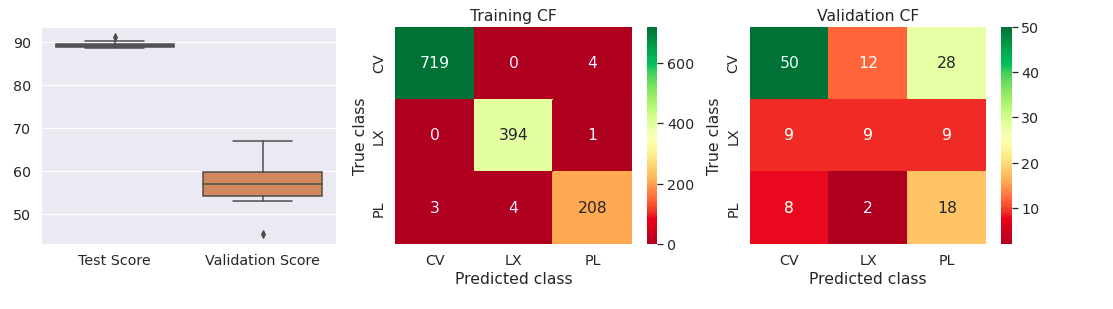 Training CF
Validation CF
90
80
70
60
50
Test Score
Validation Score
True class
CV
LX
PL
719 0 4
0 394 1
3 4 208
CV LX PL
Predicted class
600
400
200
0
True class
CV
LX
PL
50 12 28
9 9 9
8 2 18
CV LX PL
Predicted class
50
40
30
20
10